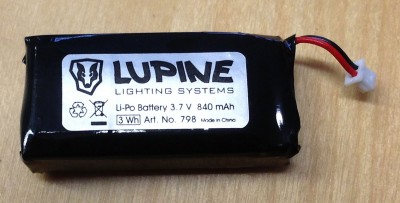 LUPINE
LIGHTING SYSTEMS
Li-Po Battery 3.7 V 840 mAh
3 Wh Art. No. 798 Made in China